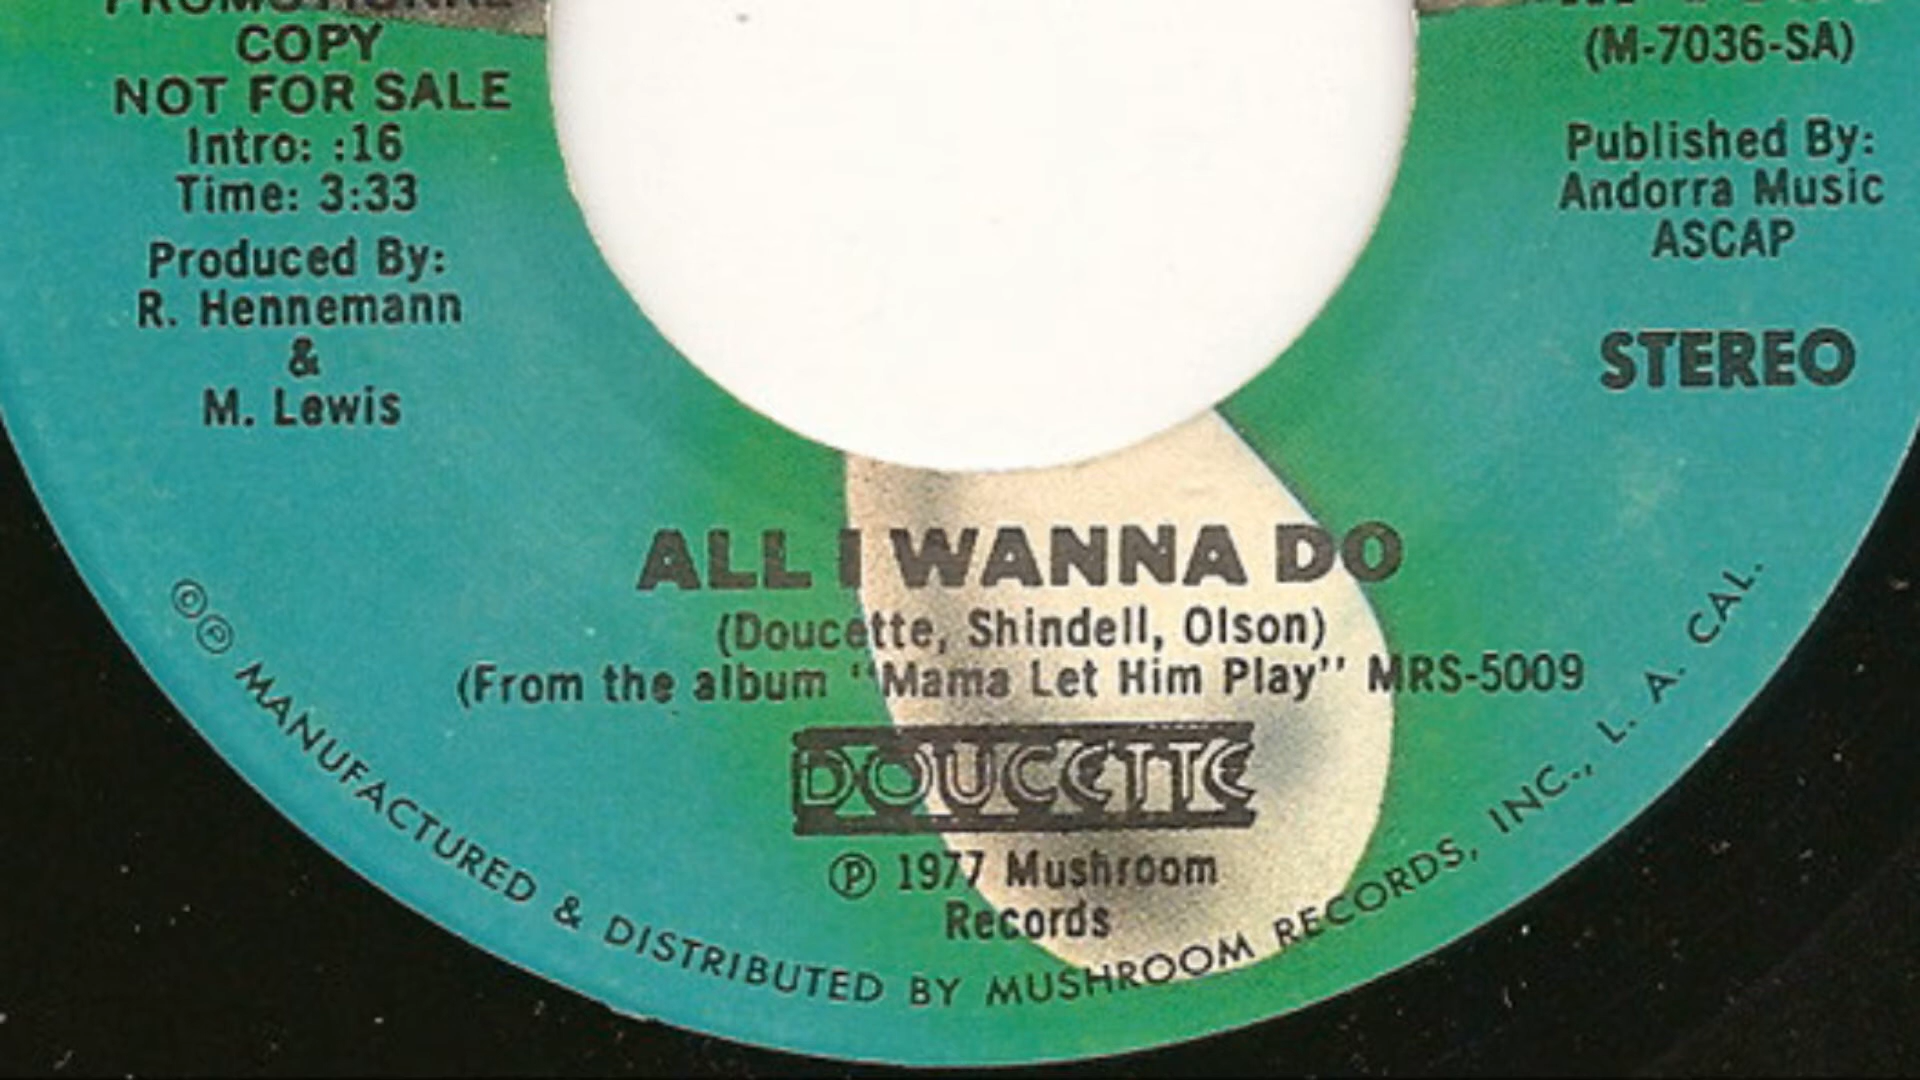 PROMOTIONAL
COPY
NOT FOR SALE
Intro: :16
Time: 3:33
Produced By:
R. Hennemann
&
M. Lewis
(M-7036-SA)
Published By:
Andorra Music
ASCAP
STEREO
ALL I WANNA DO
(Doucette, Shindell, Olson)
(From the album "Mama Let Him Play" MRS-5009
DOUCETTE
Ⓟ 1977 Mushroom
Records
©Ⓟ MANUFACTURED & DISTRIBUTED BY MUSHROOM RECORDS, INC., L. A. CAL.